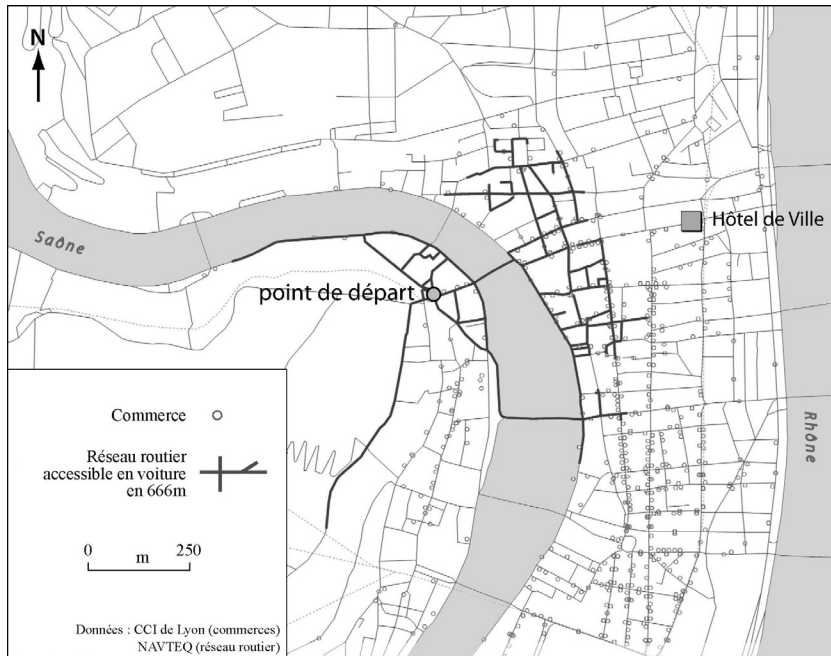 N
Saône
Hôtel de Ville
point de départ
Rhône
Commerce
Réseau routier
accessible en voiture
en 666m
0 m 250
Données : CCI de Lyon (commerces)
NAVTEQ (réseau routier)